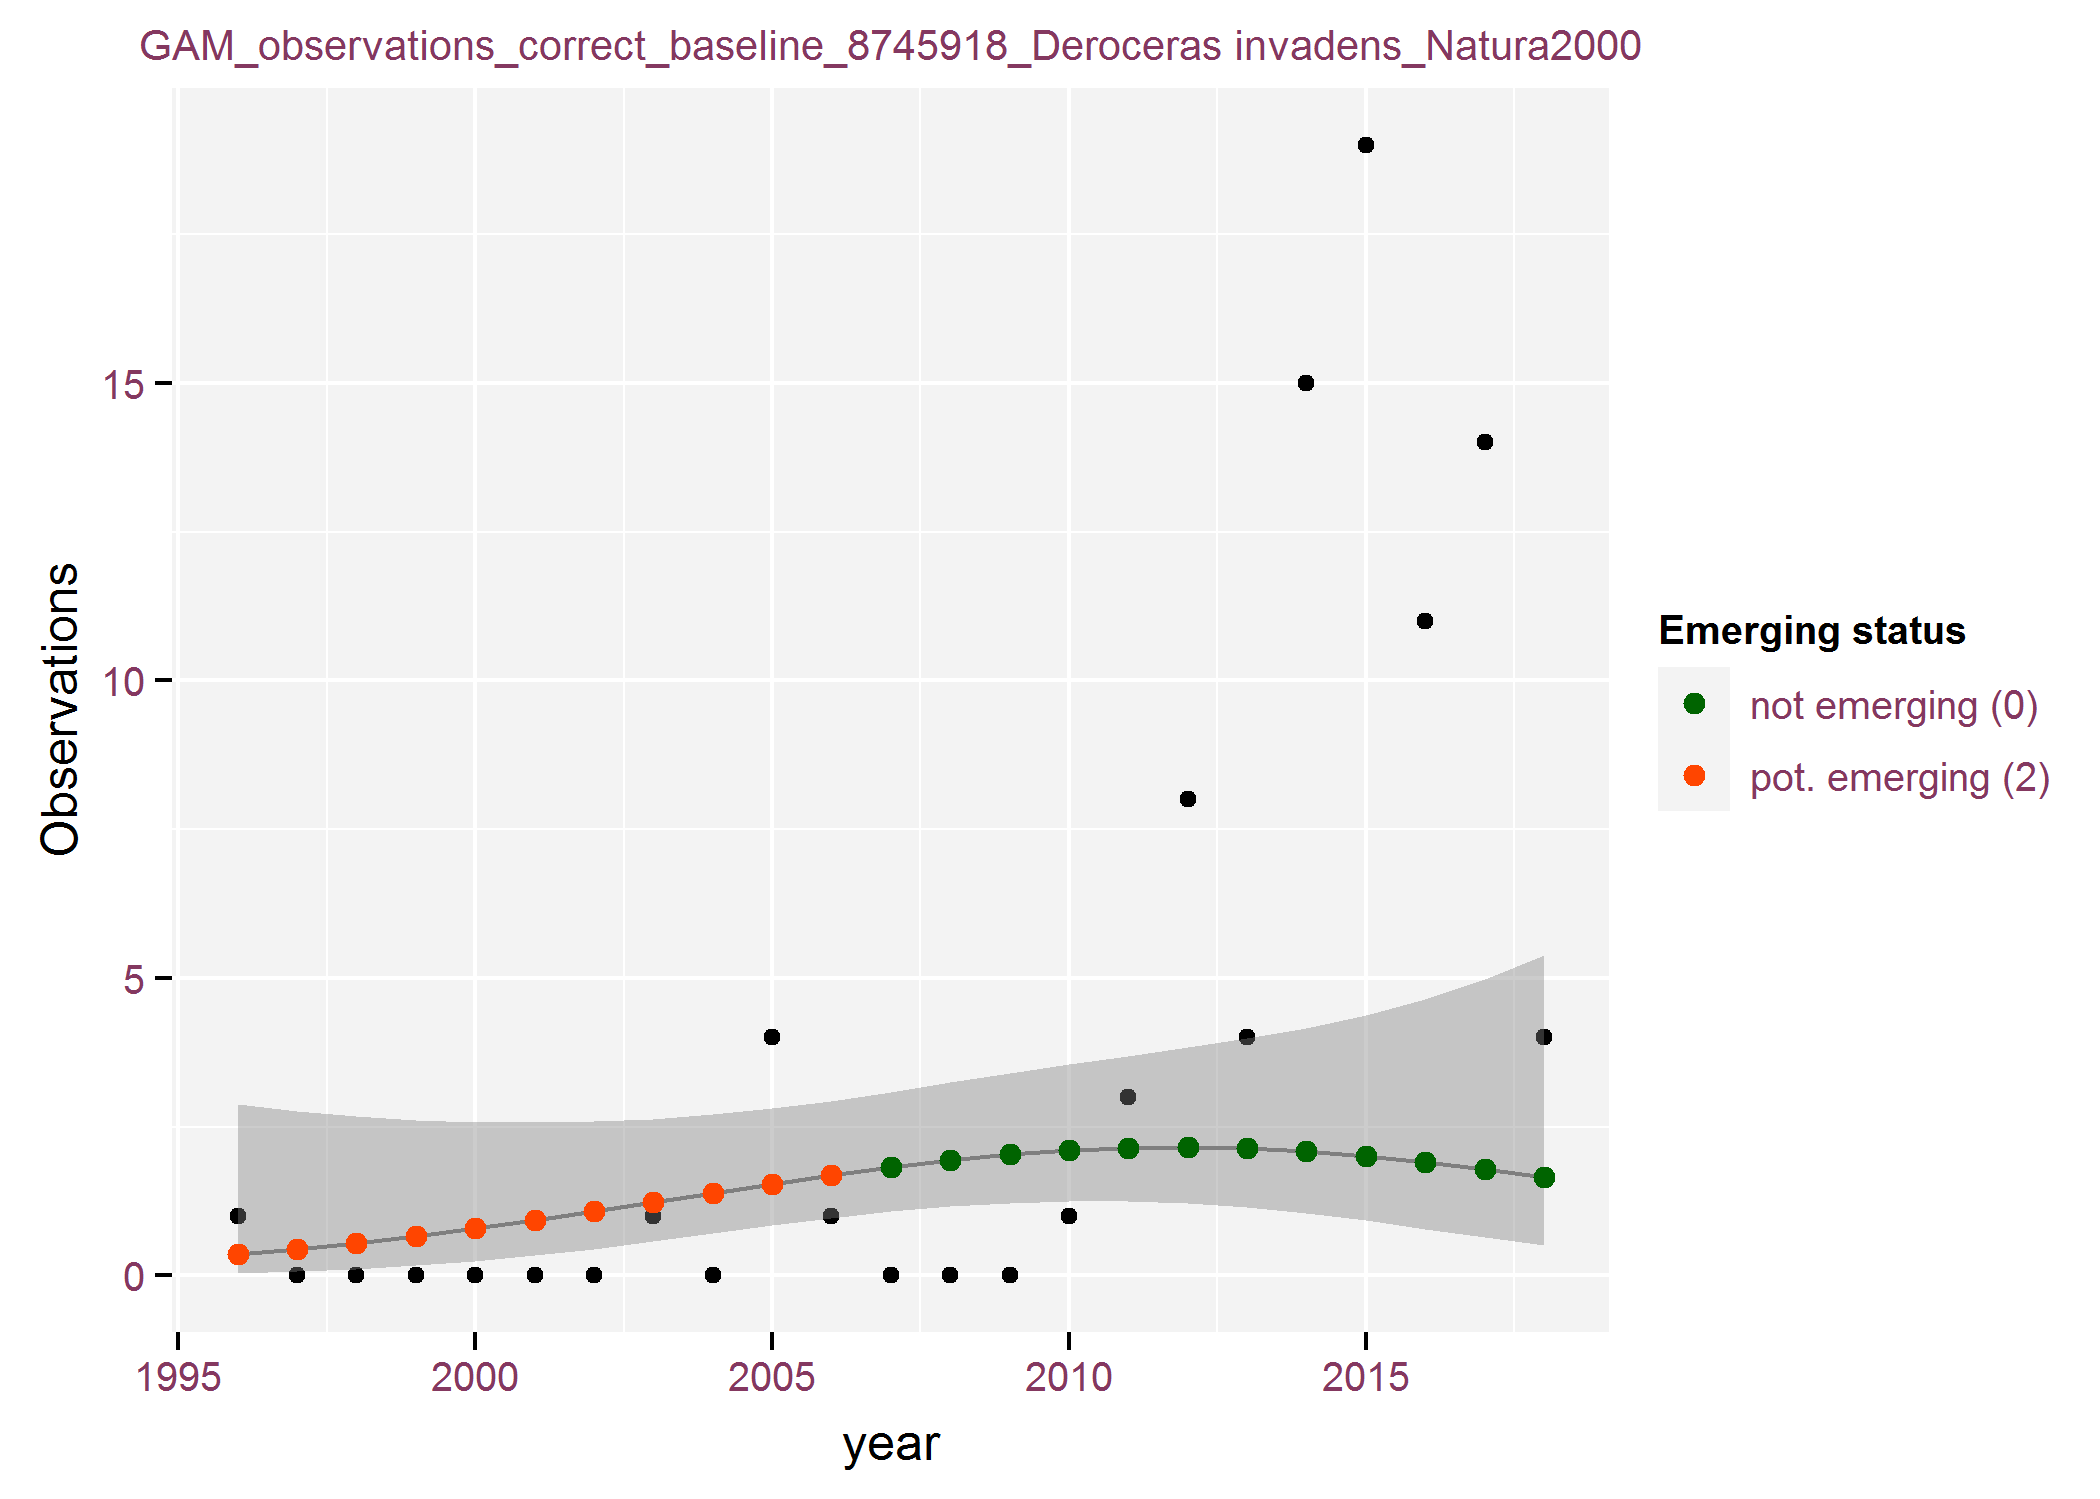 GAM_observations_correct_baseline_8745918_Deroceras invadens_Natura2000
Observations
15
10
5
0
1995
2000
2005
2010
2015
year
Emerging status
not emerging (0)
pot. emerging (2)